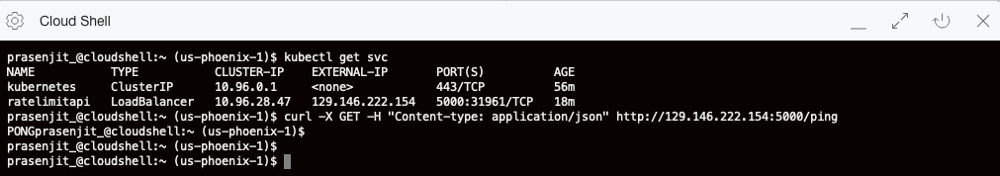 Cloud Shell
prasenjit_@cloudshell:~ (us-phoenix-1)$ kubectl get svc
NAME TYPE CLUSTER-IP EXTERNAL-IP PORT(S) AGE
kubernetes ClusterIP 10.96.0.1 <none> 443/TCP 56m
ratelimitapi LoadBalancer 10.96.28.47 129.146.222.154 5000:31961/TCP 18m
prasenjit_@cloudshell:~ (us-phoenix-1)$ curl -X GET -H "Content-type: application/json" http://129.146.222.154:5000/ping
PONGprasenjit_@cloudshell:~ (us-phoenix-1)$
prasenjit_@cloudshell:~ (us-phoenix-1)$
prasenjit_@cloudshell:~ (us-phoenix-1)$